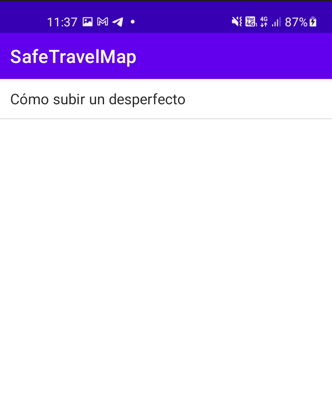 11:37 87%
SafeTravelMap
Cómo subir un desperfecto